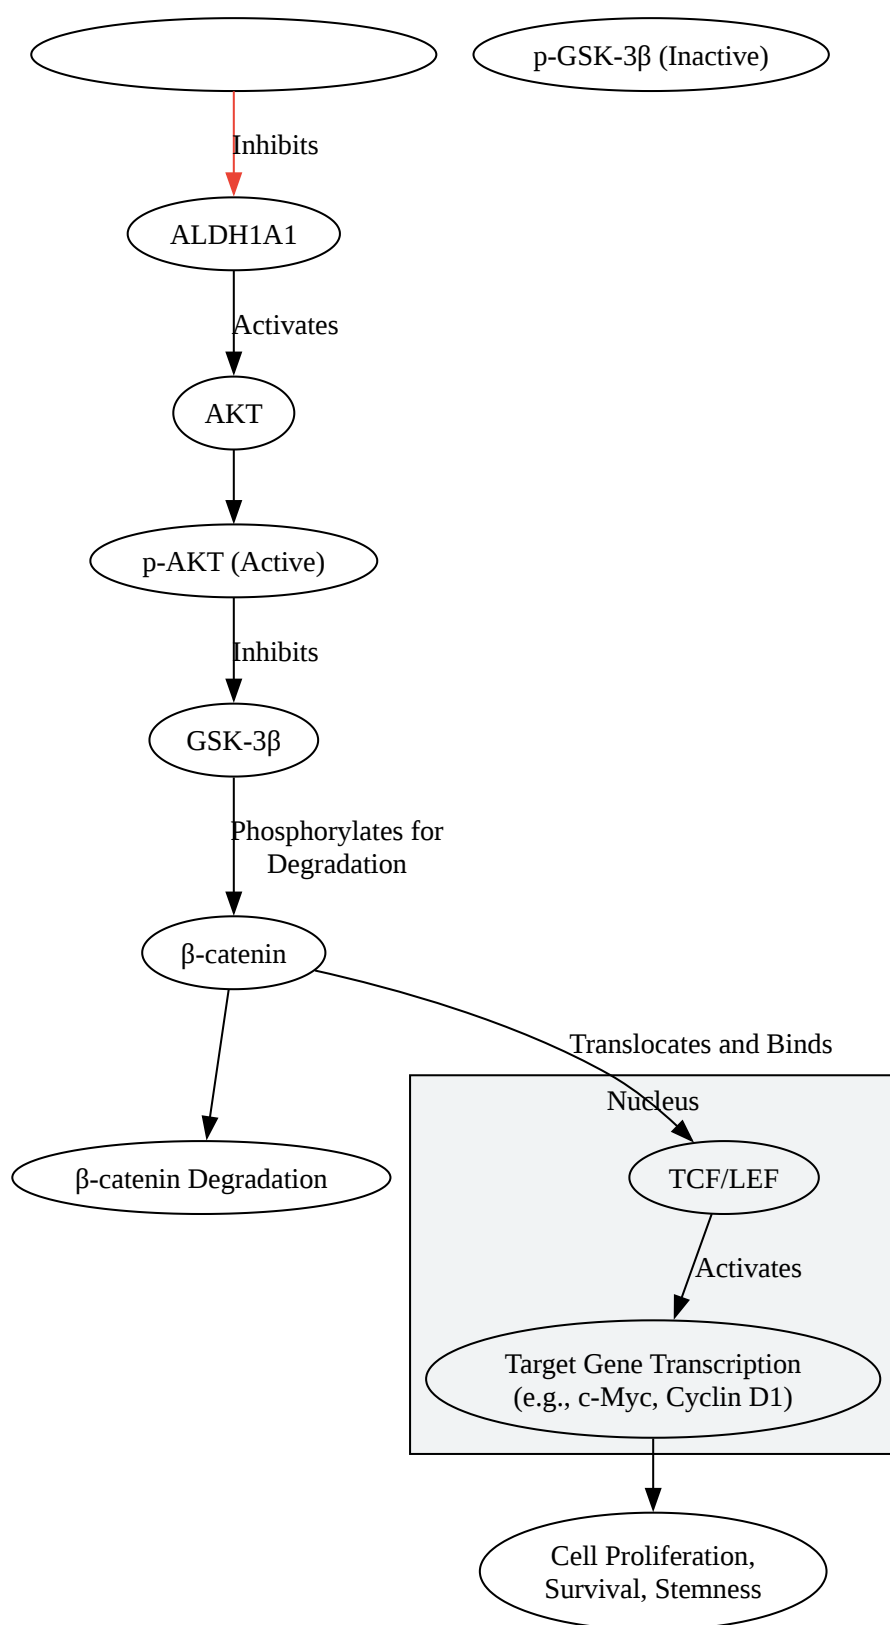 p-GSK-3β (Inactive)
Inhibits
ALDH1A1
Activates
AKT
p-AKT (Active)
Inhibits
GSK-3β
Phosphorylates for
Degradation
β-catenin
Translocates and Binds
Nucleus
β-catenin Degradation
TCF/LEF
Activates
Target Gene Transcription
(e.g., c-Myc, Cyclin D1)
Cell Proliferation,
Survival, Stemness